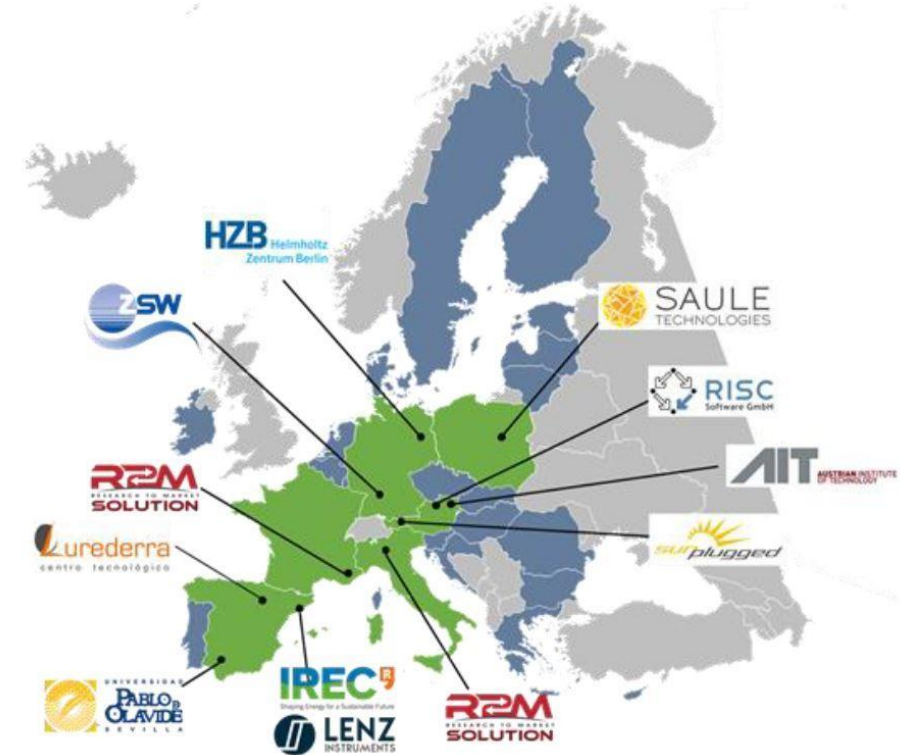 HZB Helmholtz
Zentrum Berlin
ZSW
SAULE
TECHNOLOGIES
RISC
Software GmbH
AIT AUSTRIAN INSTITUTE
OF TECHNOLOGY
R2M
RESEARCH TO MARKET
SOLUTION
Lurederra
centro tecnológico
sunplugged
UNIVERSIDAD
PABLO D
OLAVIDE
SEVILLA
IREC R
Shaping Energy for a Sustainable Future
LENZ
INSTRUMENTS
R2M
RESEARCH TO MARKET
SOLUTION